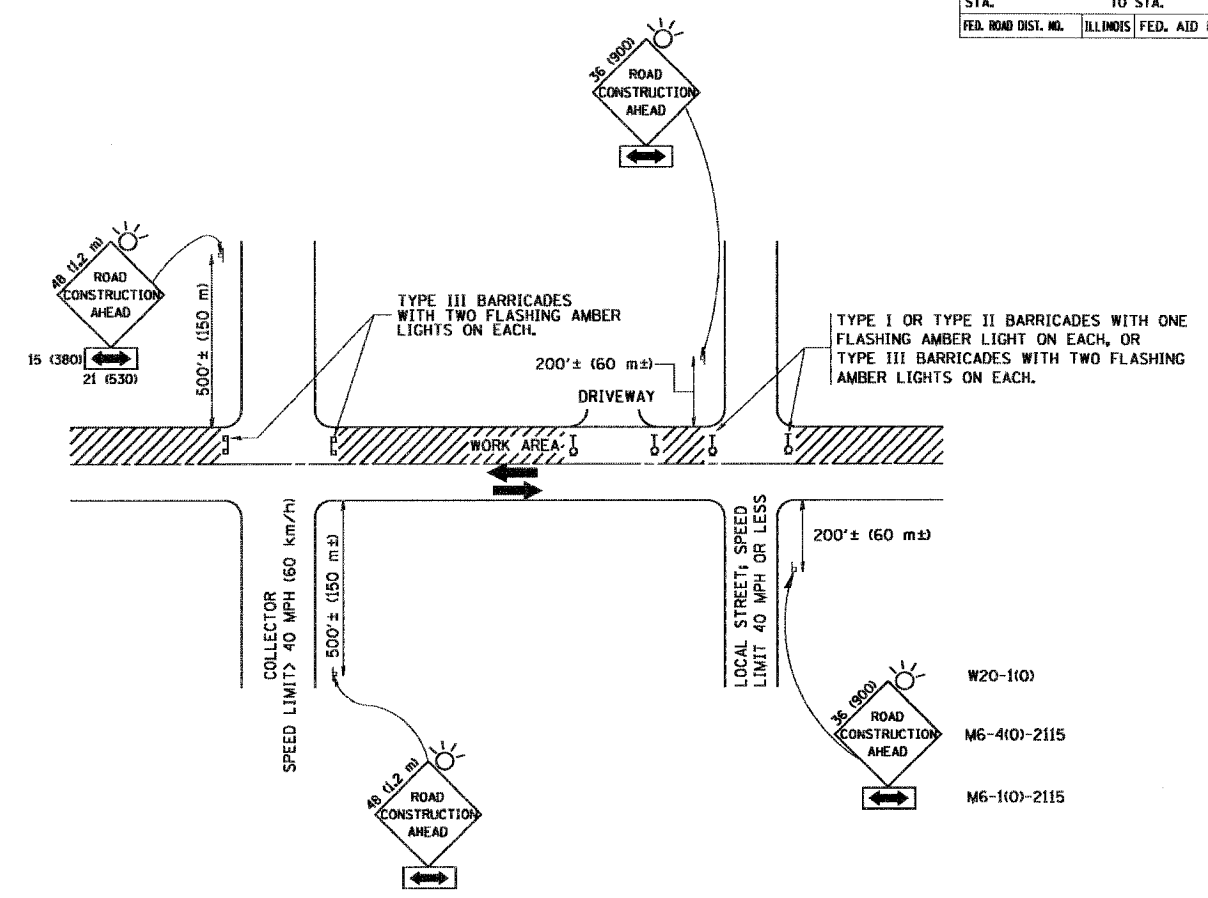 STA. TO STA.
FED. ROAD DIST. NO. ILLINOIS FED. AID
36 (900)
ROAD
CONSTRUCTION
AHEAD
48 (1.2 m)
ROAD
CONSTRUCTION
AHEAD
15 (380)
21 (530)
500'± (150 m)
TYPE III BARRICADES
WITH TWO FLASHING AMBER
LIGHTS ON EACH.
200'± (60 m±)
DRIVEWAY
TYPE I OR TYPE II BARRICADES WITH ONE
FLASHING AMBER LIGHT ON EACH, OR
TYPE III BARRICADES WITH TWO FLASHING
AMBER LIGHTS ON EACH.
WORK AREA
COLLECTOR
SPEED LIMIT> 40 MPH (60 km/h)
500'± (150 m±)
LOCAL STREET; SPEED
LIMIT 40 MPH OR LESS
200'± (60 m±)
48 (1.2 m)
ROAD
CONSTRUCTION
AHEAD
36 (900)
ROAD
CONSTRUCTION
AHEAD
W20-1(O)
M6-4(O)-2115
M6-1(O)-2115